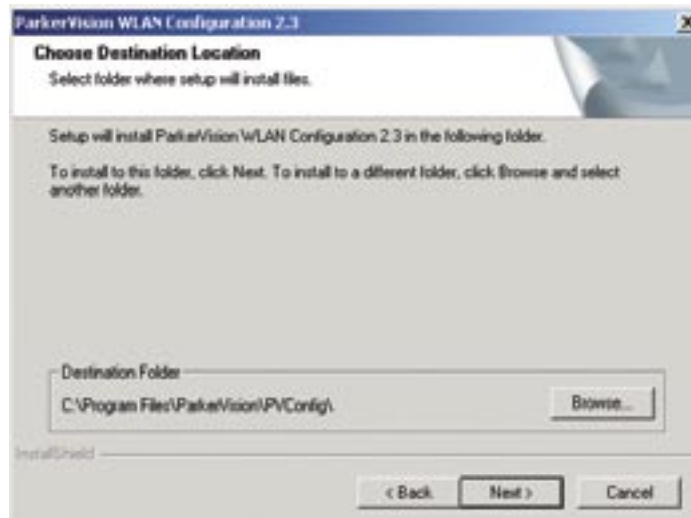 ParkerVision WLAN Configuration 2.3
Choose Destination Location
Select folder where setup will install files.
Setup will install ParkerVision WLAN Configuration 2.3 in the following folder.
To install to this folder, click Next. To install to a different folder, click Browse and select
another folder.
Destination Folder
C:\Program Files\ParkerVision\PVConfig\
Browse...
InstallShield
< Back
Next >
Cancel